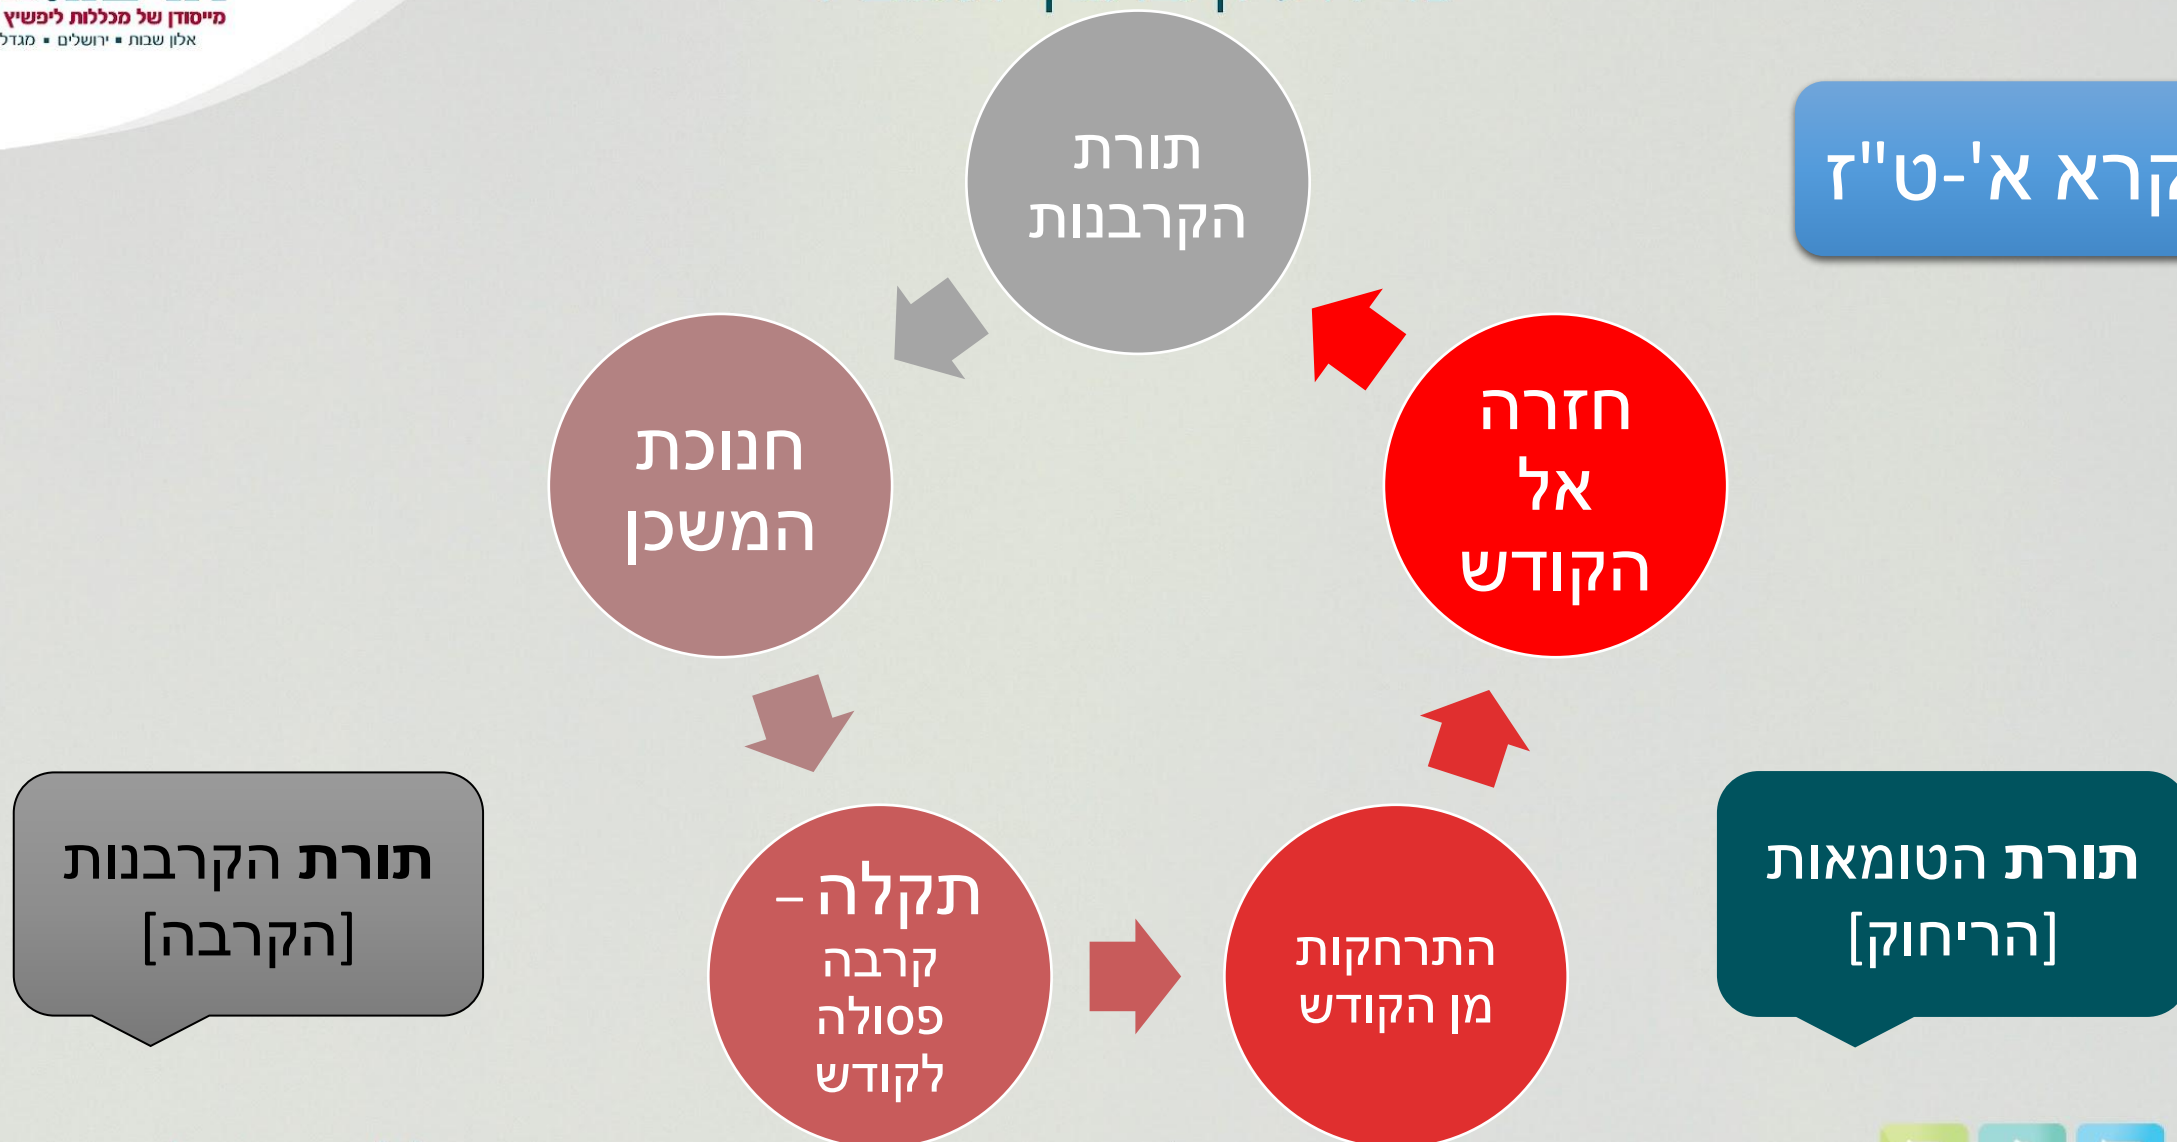 מייסודן של מכללות ליפשיץ
אלון שבות ▪ ירושלים ▪ מגדל
קרא א'-ט"ז
תורת
הקרבנות
חנוכת
המשכן
תקלה –
קרבה
פסולה
לקודש
התרחקות
מן הקודש
חזרה
אל
הקודש
תורת הטומאות
[הריחוק]
תורת הקרבנות
[הקרבה]